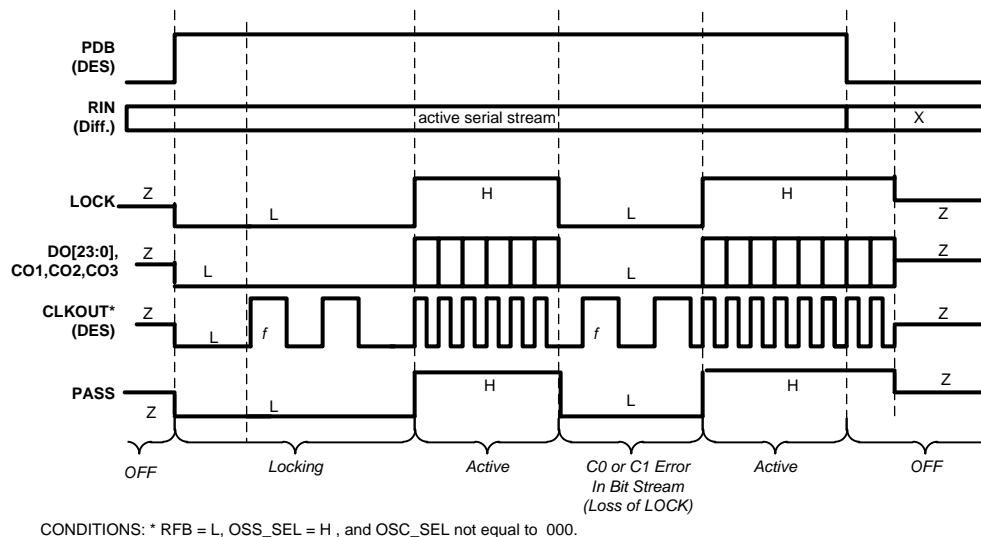 PDB
(DES)
RIN
(Diff.)
active serial stream
X
LOCK
Z
L
H
L
H
Z
DO[23:0],
CO1,CO2,CO3
Z
L
L
Z
CLKOUT*
(DES)
Z
L
f
f
Z
PASS
Z
L
H
L
H
Z
OFF
Locking
Active
C0 or C1 Error
In Bit Stream
(Loss of LOCK)
Active
OFF
CONDITIONS: * RFB = L, OSS_SEL = H , and OSC_SEL not equal to 000.